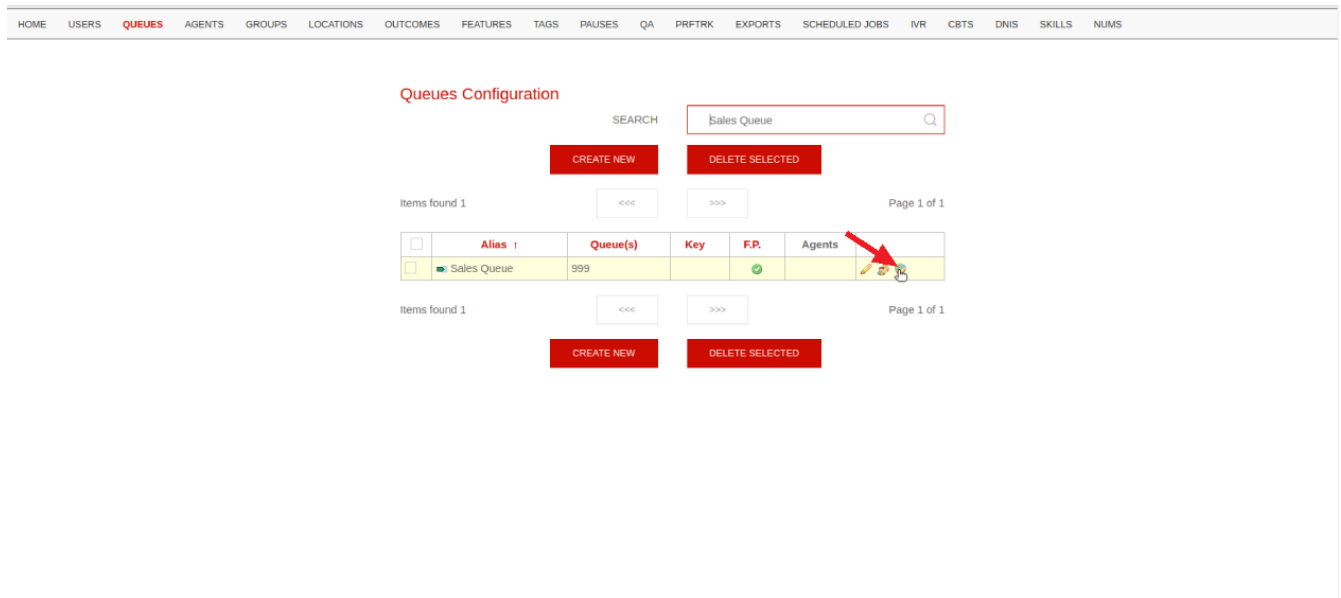 HOME USERS QUEUES AGENTS GROUPS LOCATIONS OUTCOMES FEATURES TAGS PAUSES QA PRFTRK EXPORTS SCHEDULED JOBS IVR CBTS DNIS SKILLS NUMS
Queues Configuration
SEARCH Sales Queue
CREATE NEW DELETE SELECTED
Items found 1 <<< >>> Page 1 of 1
Alias ↑ Queue(s) Key F.P. Agents
Sales Queue 999
Items found 1 <<< >>> Page 1 of 1
CREATE NEW DELETE SELECTED